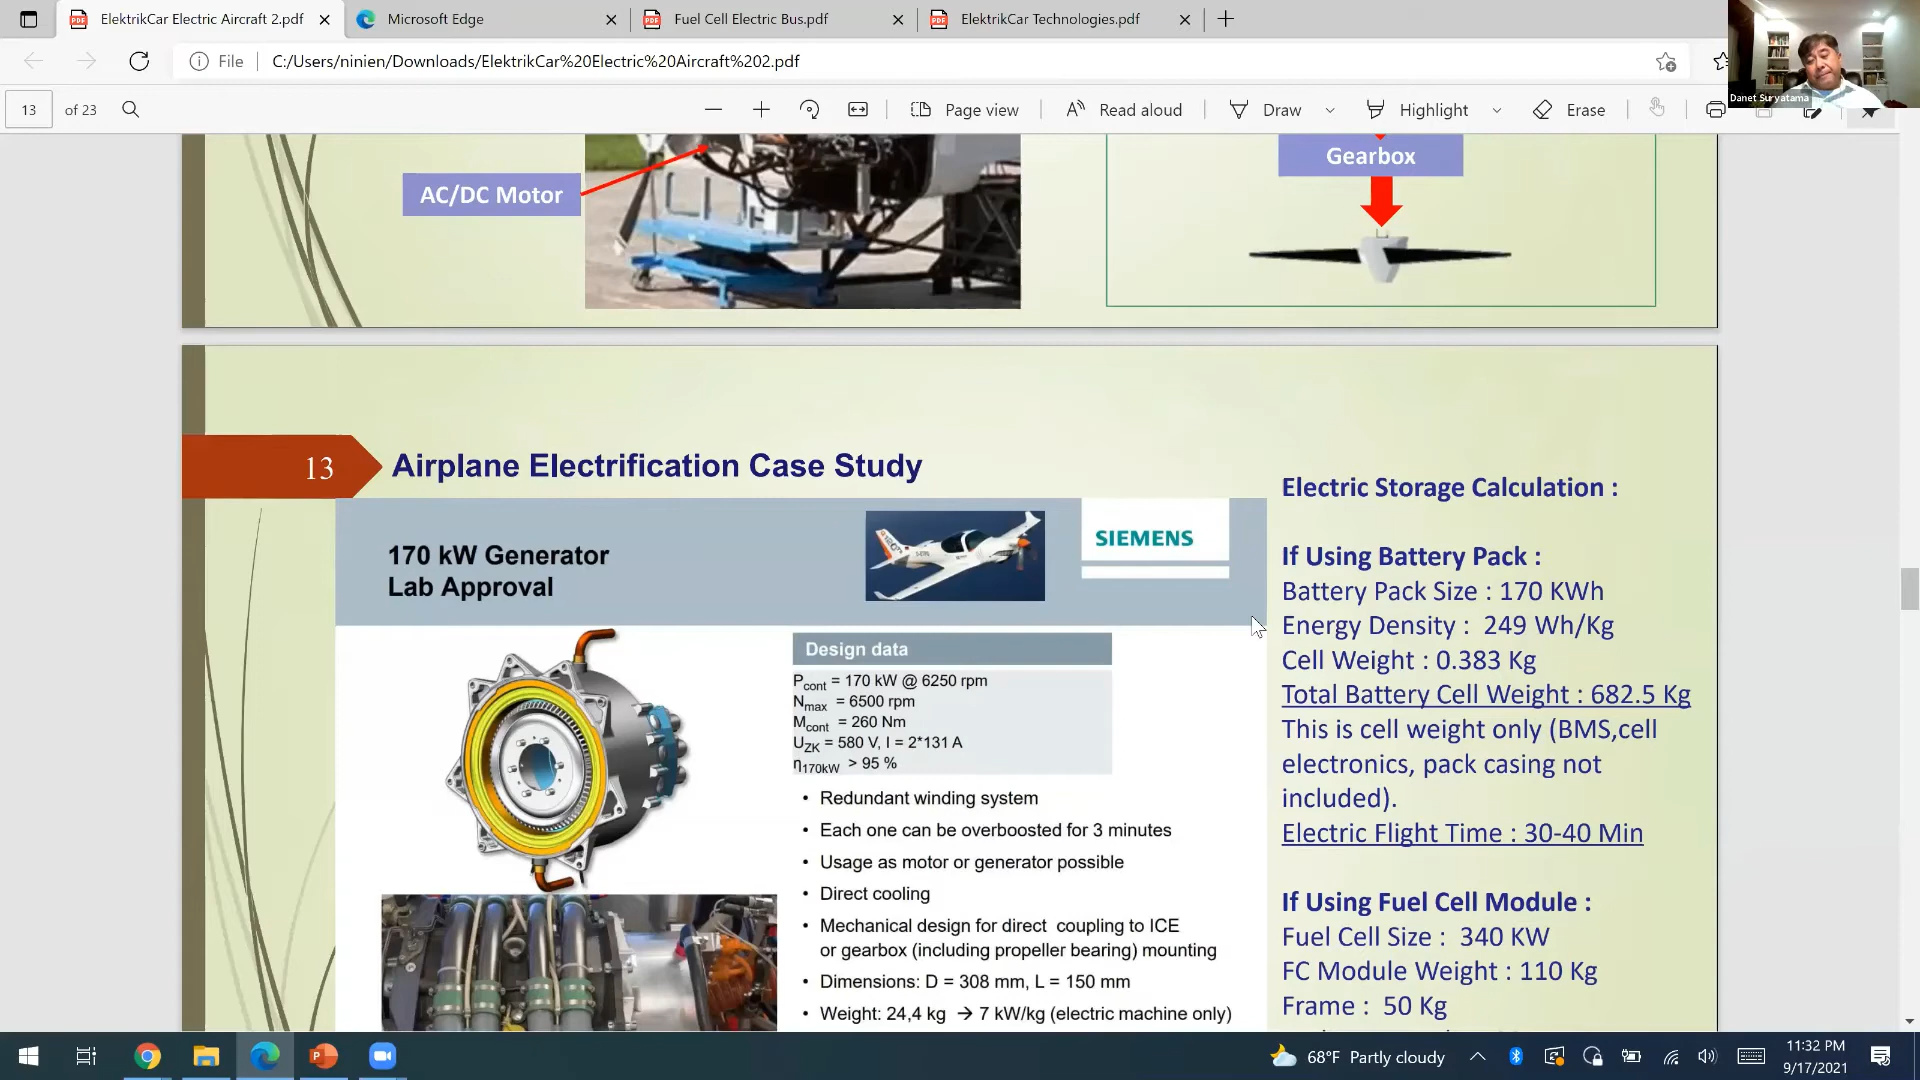 ElektrikCar Electric Aircraft 2.pdf
Microsoft Edge
Fuel Cell Electric Bus.pdf
ElektrikCar Technologies.pdf
File
C:/Users/ninien/Downloads/ElektrikCar%20Electric%20Aircraft%202.pdf
Danet Suryatama
13 of 23
Page view
Read aloud
Draw
Highlight
Erase
AC/DC Motor
Gearbox
13
Airplane Electrification Case Study
170 kW Generator
Lab Approval
SIEMENS
Design data
Pcont = 170 kW @ 6250 rpm
Nmax = 6500 rpm
Mcont = 260 Nm
UZK = 580 V, I = 2*131 A
η170kW > 95 %
• Redundant winding system
• Each one can be overboosted for 3 minutes
• Usage as motor or generator possible
• Direct cooling
• Mechanical design for direct coupling to ICE
or gearbox (including propeller bearing) mounting
• Dimensions: D = 308 mm, L = 150 mm
• Weight: 24,4 kg → 7 kW/kg (electric machine only)
Electric Storage Calculation :
If Using Battery Pack :
Battery Pack Size : 170 KWh
Energy Density : 249 Wh/Kg
Cell Weight : 0.383 Kg
Total Battery Cell Weight : 682.5 Kg
This is cell weight only (BMS,cell
electronics, pack casing not
included).
Electric Flight Time : 30-40 Min
If Using Fuel Cell Module :
Fuel Cell Size : 340 KW
FC Module Weight : 110 Kg
Frame : 50 Kg
68°F Partly cloudy
11:32 PM
9/17/2021